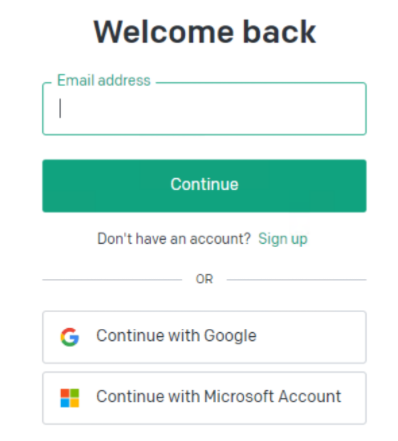 Welcome back
Email address
Continue
Don't have an account? Sign up
OR
Continue with Google
Continue with Microsoft Account